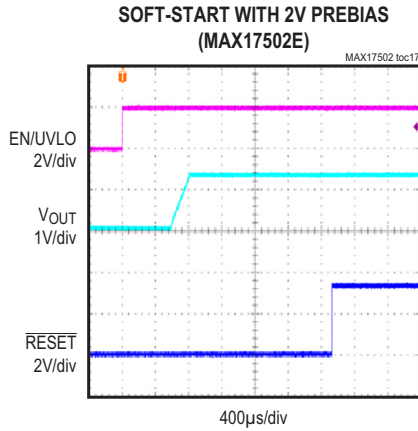 SOFT-START WITH 2V PREBIAS
(MAX17502E)
MAX17502 toc17
T
EN/UVLO
2V/div
VOUT
1V/div
RESET
2V/div
400µs/div